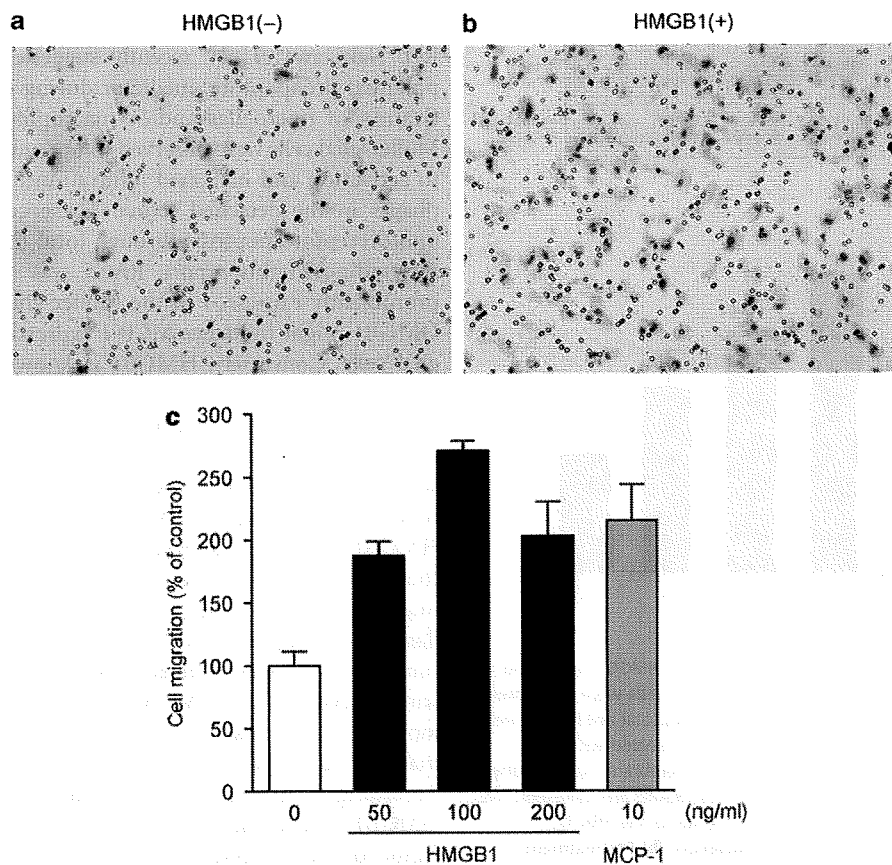 a
HMGB1(–)
b
HMGB1(+)
c
Cell migration (% of control)
300
250
200
150
100
50
0
0
50
100
200
10
(ng/ml)
HMGB1
MCP-1